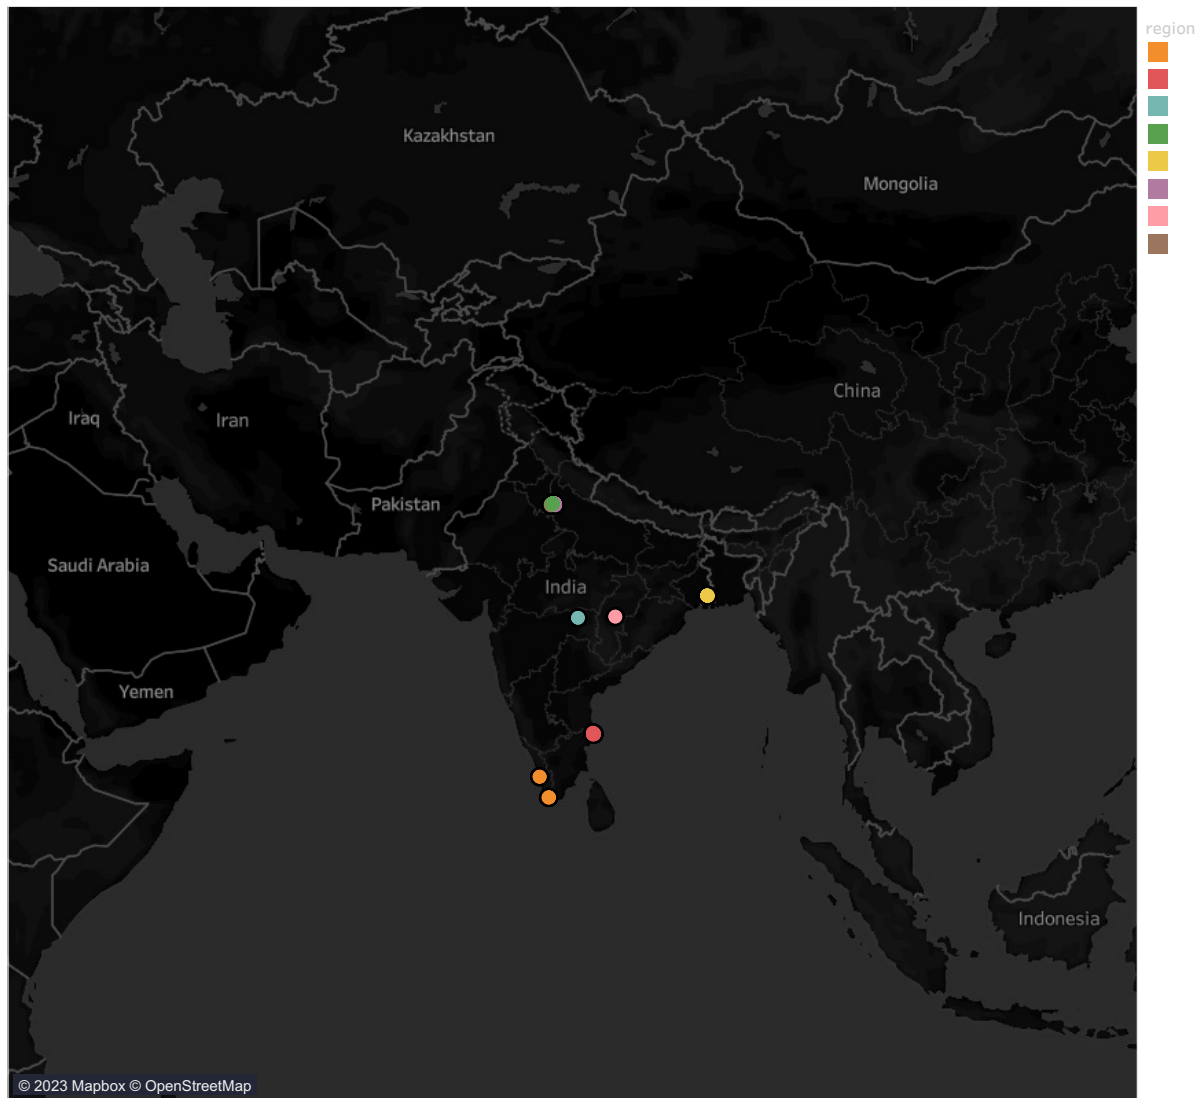 region
Kazakhstan
Mongolia
China
Iraq
Iran
Pakistan
Saudi Arabia
India
Yemen
Indonesia
© 2023 Mapbox © OpenStreetMap